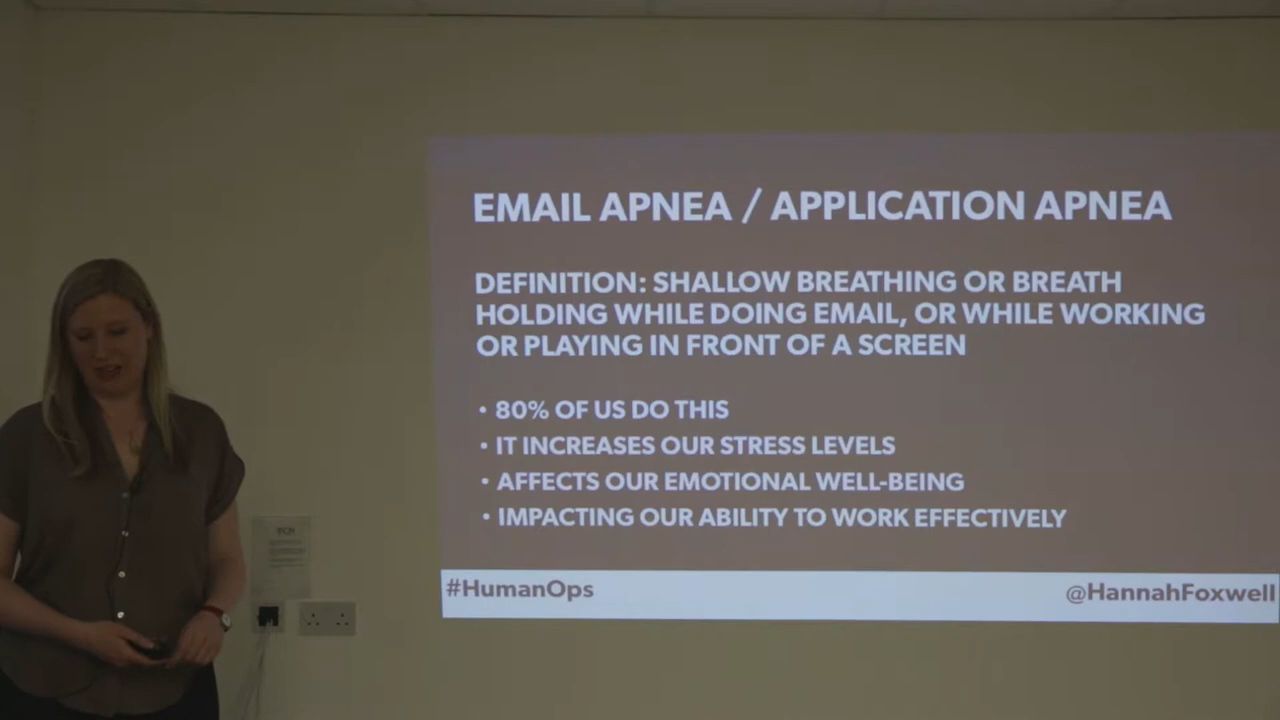 EMAIL APNEA / APPLICATION APNEA
DEFINITION: SHALLOW BREATHING OR BREATH
HOLDING WHILE DOING EMAIL, OR WHILE WORKING
OR PLAYING IN FRONT OF A SCREEN
• 80% OF US DO THIS
• IT INCREASES OUR STRESS LEVELS
• AFFECTS OUR EMOTIONAL WELL-BEING
• IMPACTING OUR ABILITY TO WORK EFFECTIVELY
#HumanOps
@HannahFoxwell